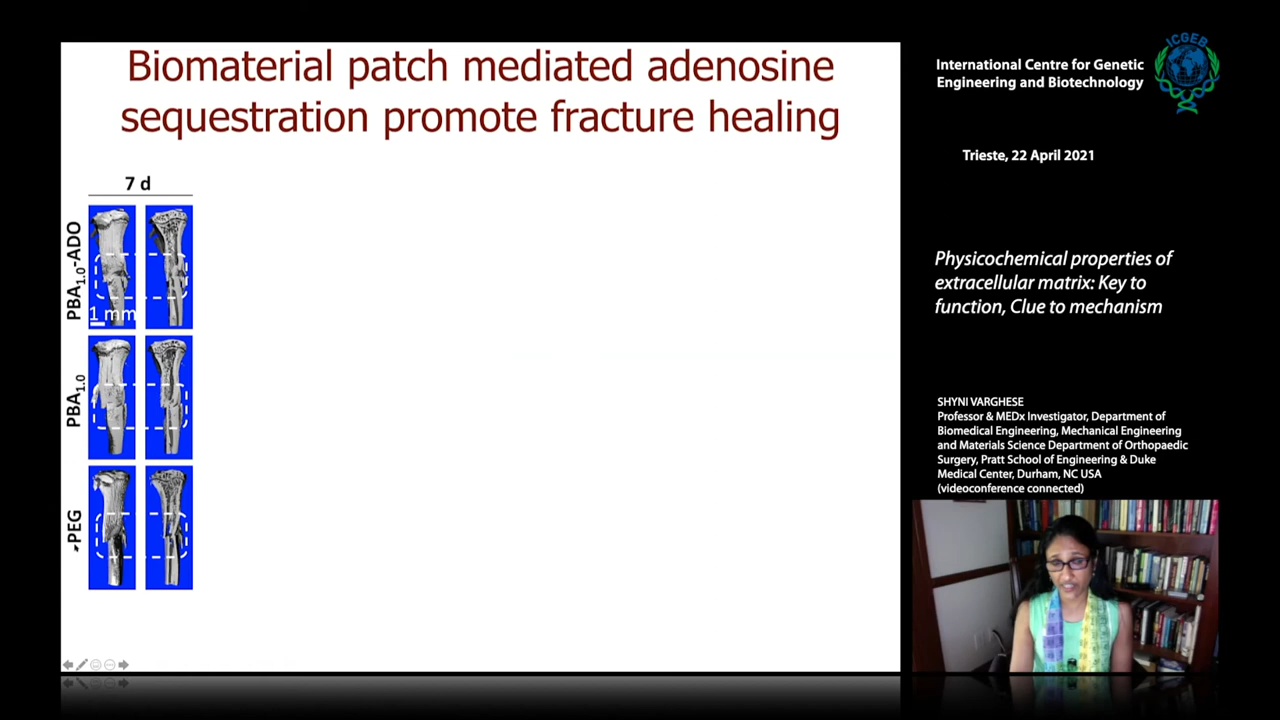 Biomaterial patch mediated adenosine
sequestration promote fracture healing
7 d
PBA1.0-ADO
1 mm
PBA1.0
PEG
ICGEB
International Centre for Genetic
Engineering and Biotechnology
Trieste, 22 April 2021
Physicochemical properties of
extracellular matrix: Key to
function, Clue to mechanism
SHYNI VARGHESE
Professor & MEDx Investigator, Department of
Biomedical Engineering, Mechanical Engineering
and Materials Science Department of Orthopaedic
Surgery, Pratt School of Engineering & Duke
Medical Center, Durham, NC USA
(videoconference connected)